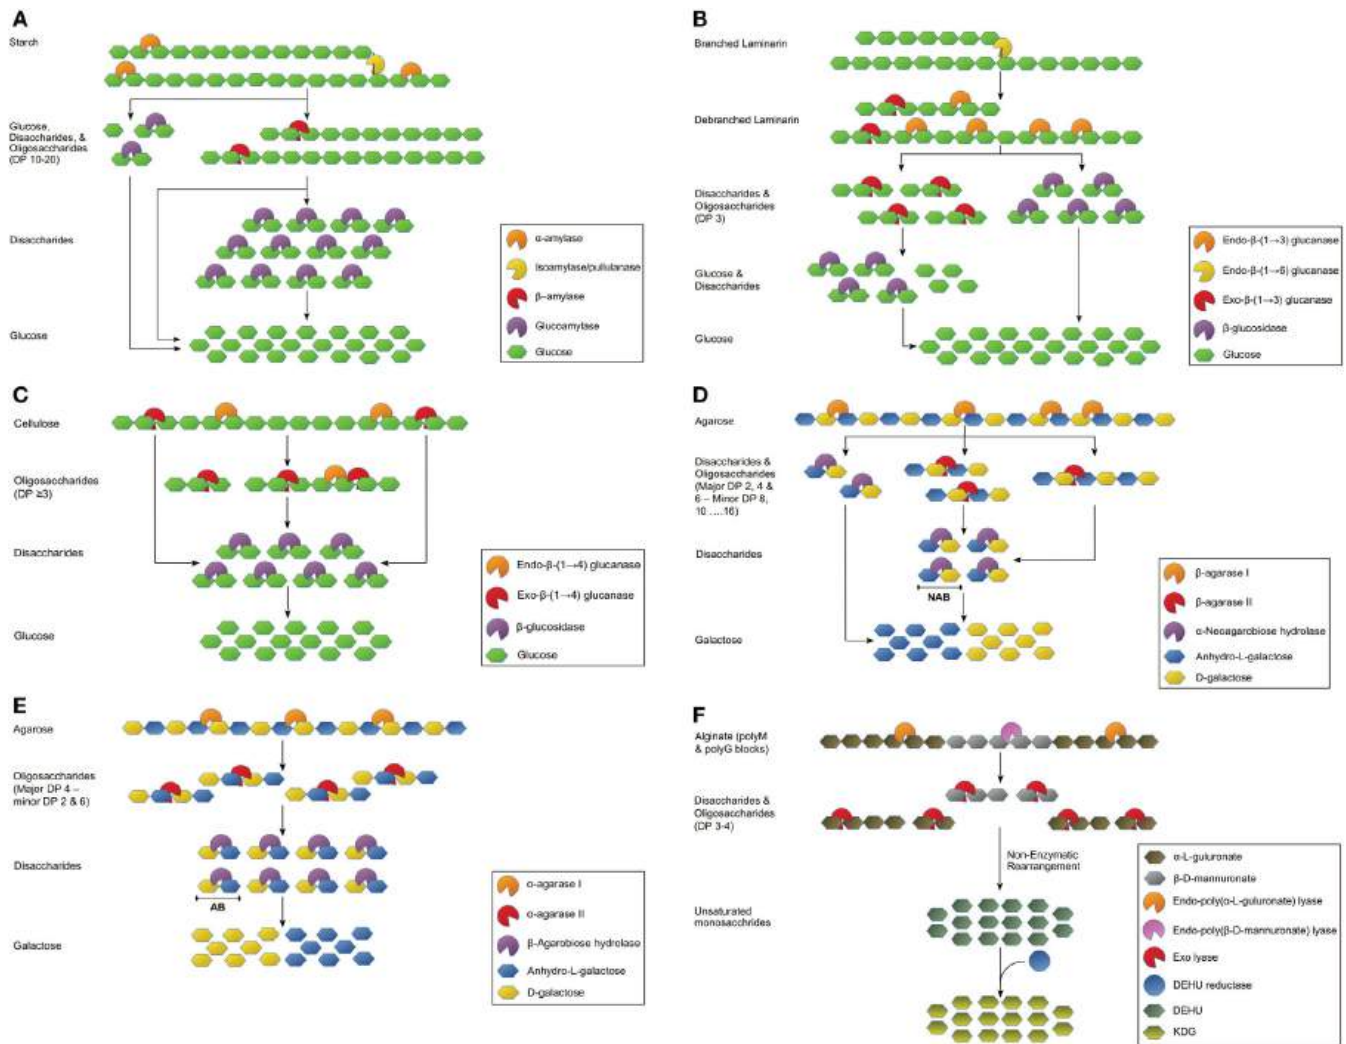 A
Starch
Glucose,
Disaccharides, &
Oligosaccharides
(DP 10-20)
Disaccharides
Glucose
α-amylase
Isoamylase/pullulanase
β-amylase
Glucoamylase
Glucose
B
Branched Laminarin
Debranched Laminarin
Disaccharides &
Oligosaccharides
(DP 3)
Glucose &
Disaccharides
Glucose
Endo-β-(1→3) glucanase
Endo-β-(1→6) glucanase
Exo-β-(1→3) glucanase
β-glucosidase
Glucose
C
Cellulose
Oligosaccharides
(DP ≥3)
Disaccharides
Glucose
Endo-β-(1→4) glucanase
Exo-β-(1→4) glucanase
β-glucosidase
Glucose
D
Agarose
Disaccharides &
Oligosaccharides
(Major DP 2, 4 &
6 – Minor DP 8,
10 ....16)
Disaccharides
NAB
Galactose
β-agarase I
β-agarase II
α-Neoagarobiose hydrolase
Anhydro-L-galactose
D-galactose
E
Agarose
Oligosaccharides
(Major DP 4 –
minor DP 2 & 6)
Disaccharides
AB
Galactose
α-agarase I
α-agarase II
β-Agarobiose hydrolase
Anhydro-L-galactose
D-galactose
F
Alginate (polyM
& polyG blocks)
Disaccharides &
Oligosaccharides
(DP 3-4)
Non-Enzymatic
Rearrangement
Unsaturated
monosacchrides
α-L-guluronate
β-D-mannuronate
Endo-poly(α-L-guluronate) lyase
Endo-poly(β-D-mannuronate) lyase
Exo lyase
DEHU reductase
DEHU
KDG